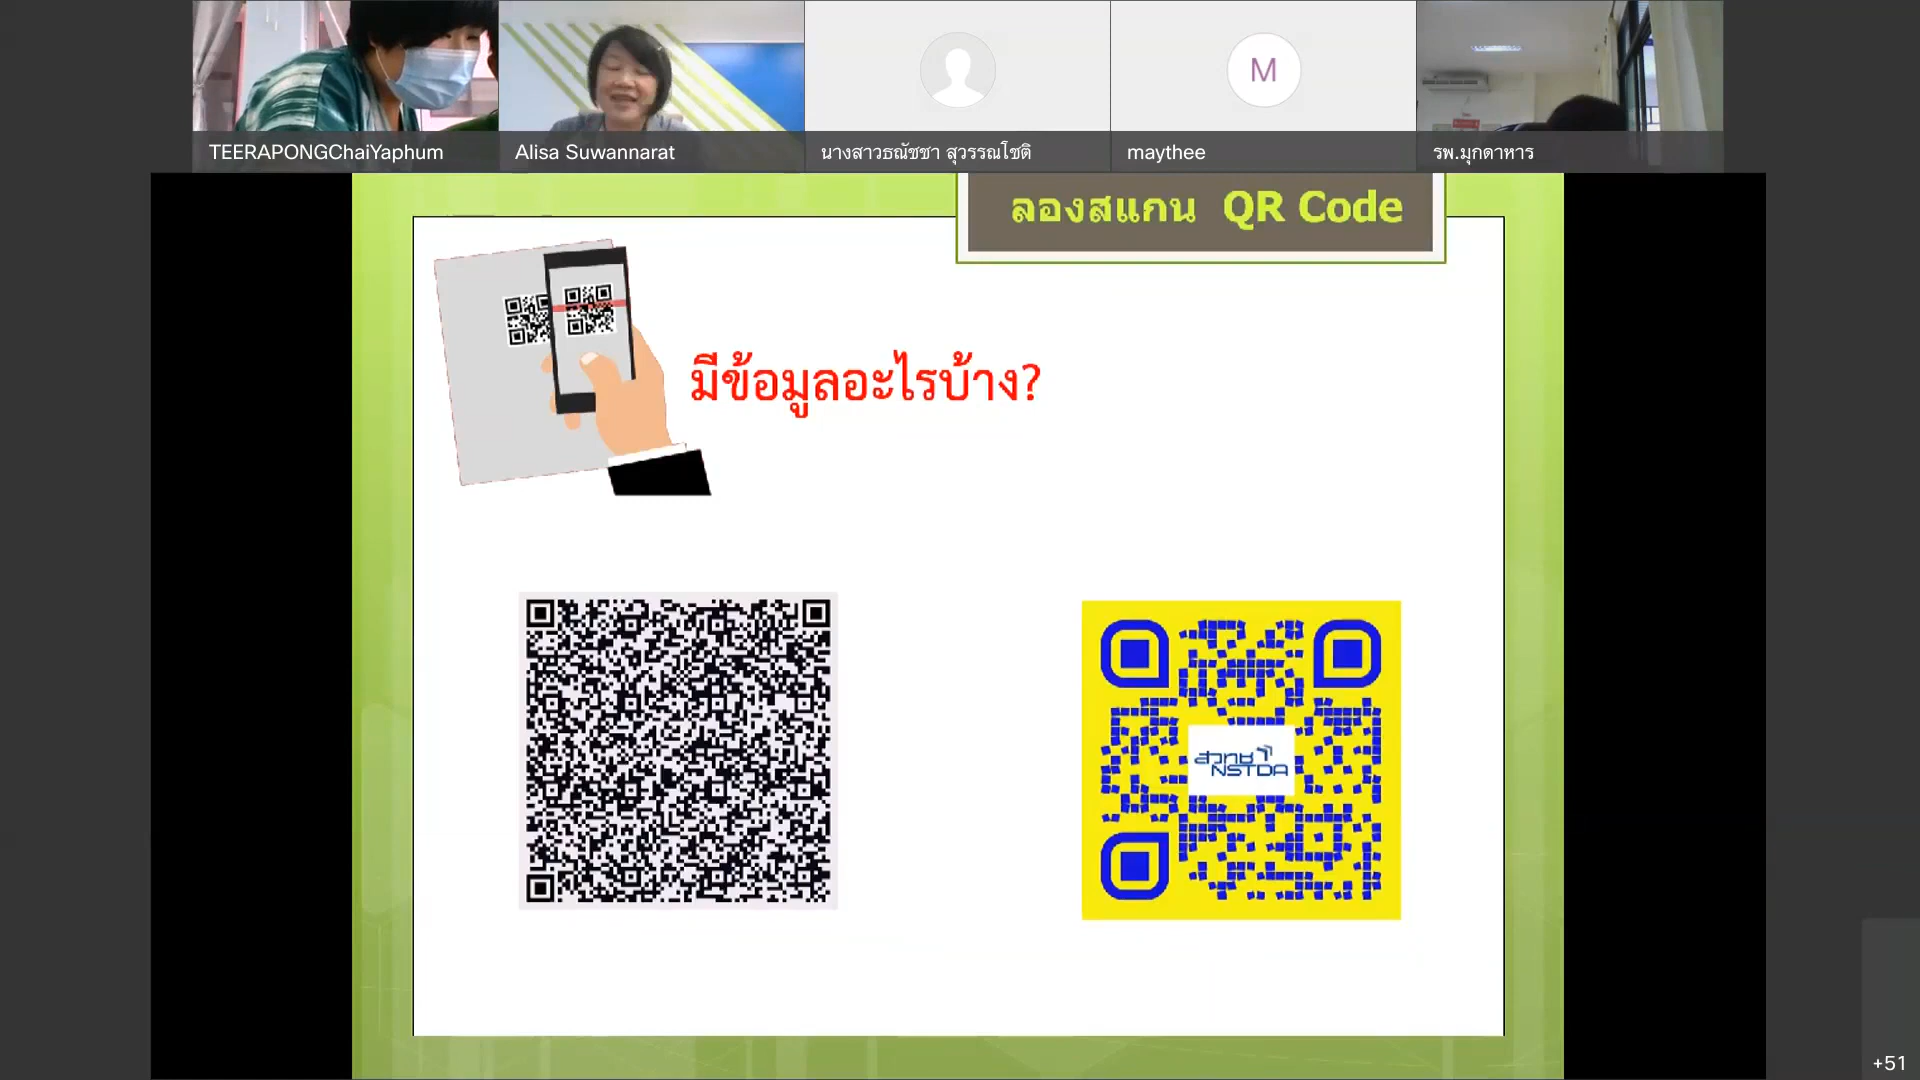 TEERAPONGChaiYaphum
Alisa Suwannarat
นางสาวธณัชชา สุวรรณโชติ
M
maythee
รพ.มุกดาหาร
ลองสแกน QR Code
มีข้อมูลอะไรบ้าง?
สวทช
NSTDA
+51